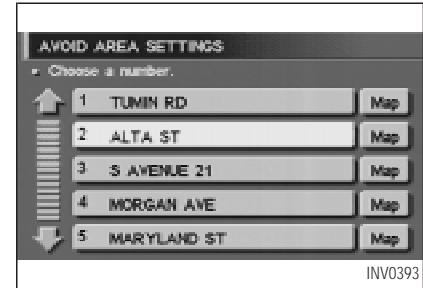 AVOID AREA SETTINGS
Choose a number.
1 TUMIN RD Map
2 ALTA ST Map
3 S AVENUE 21 Map
4 MORGAN AVE Map
5 MARYLAND ST Map
INV0393